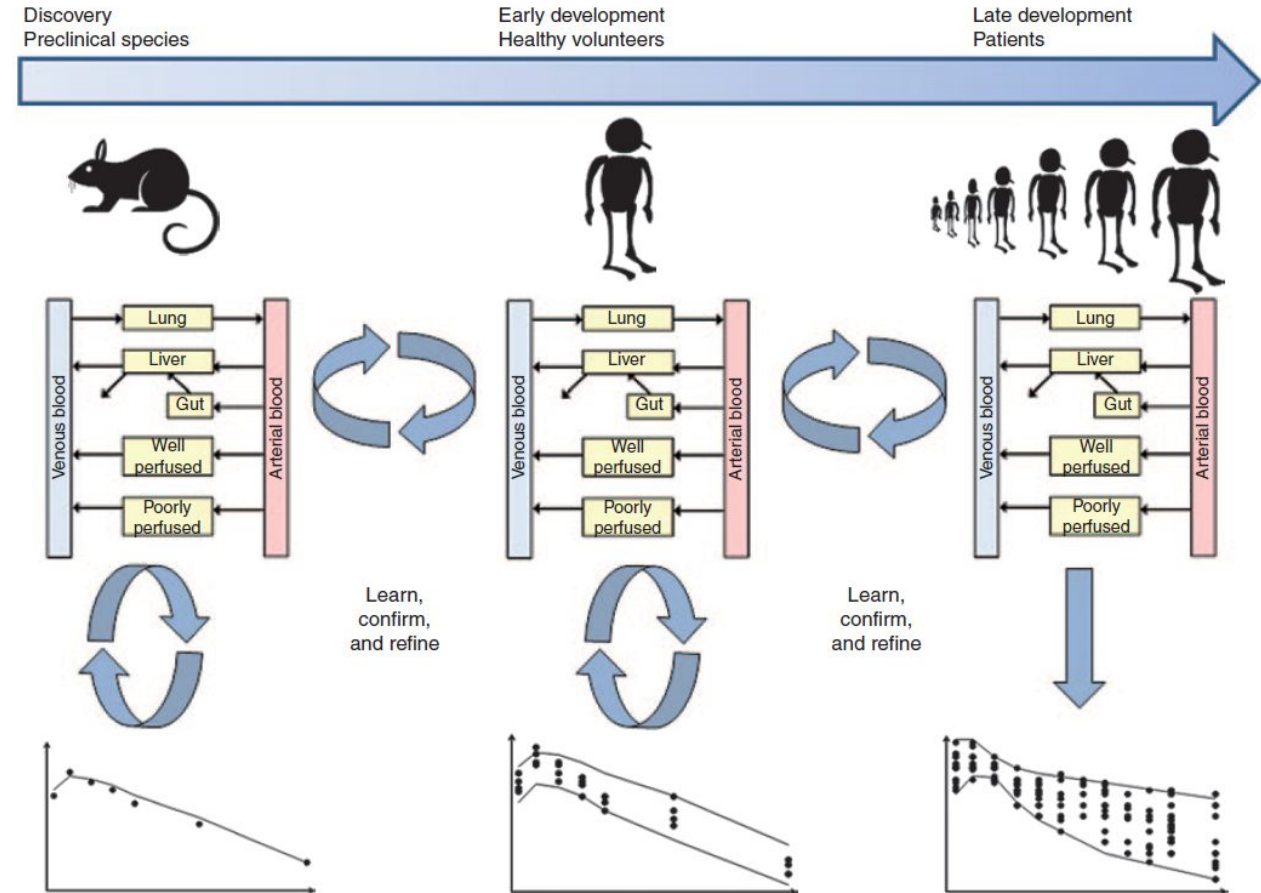 Discovery
Preclinical species
Early development
Healthy volunteers
Late development
Patients
Venous blood
Lung
Liver
Gut
Well
perfused
Poorly
perfused
Arterial blood
Venous blood
Lung
Liver
Gut
Well
perfused
Poorly
perfused
Arterial blood
Venous blood
Lung
Liver
Gut
Well
perfused
Poorly
perfused
Arterial blood
Learn,
confirm,
and refine
Learn,
confirm,
and refine